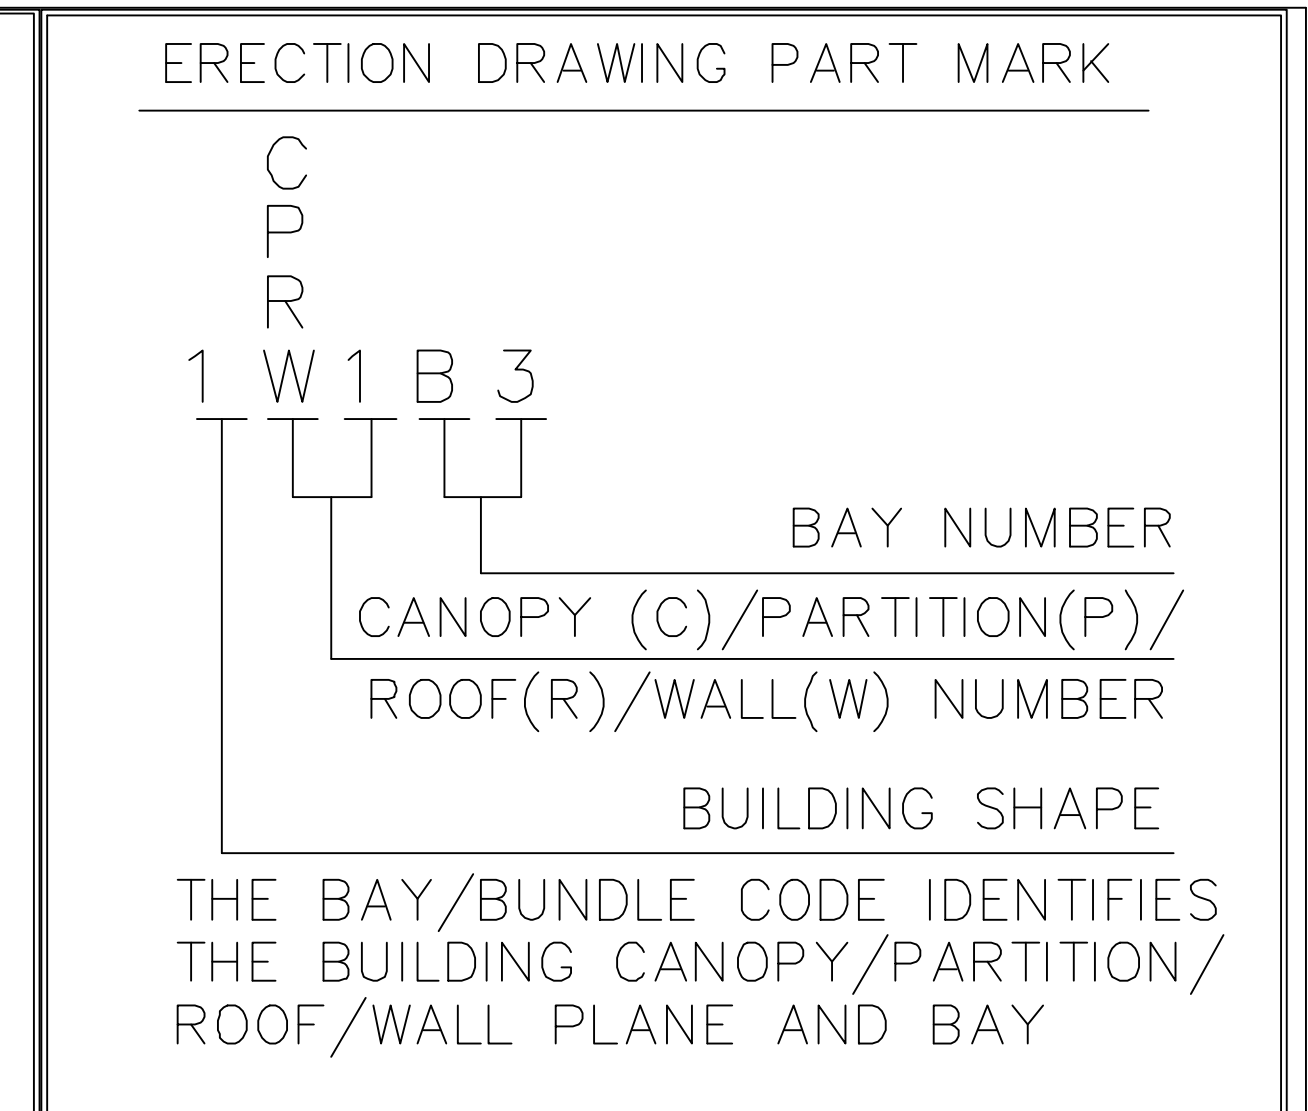 ERECTION DRAWING PART MARK
C
P
R
1 W 1 B 3
BAY NUMBER
CANOPY (C)/PARTITION(P)/
ROOF(R)/WALL(W) NUMBER
BUILDING SHAPE
THE BAY/BUNDLE CODE IDENTIFIES
THE BUILDING CANOPY/PARTITION/
ROOF/WALL PLANE AND BAY